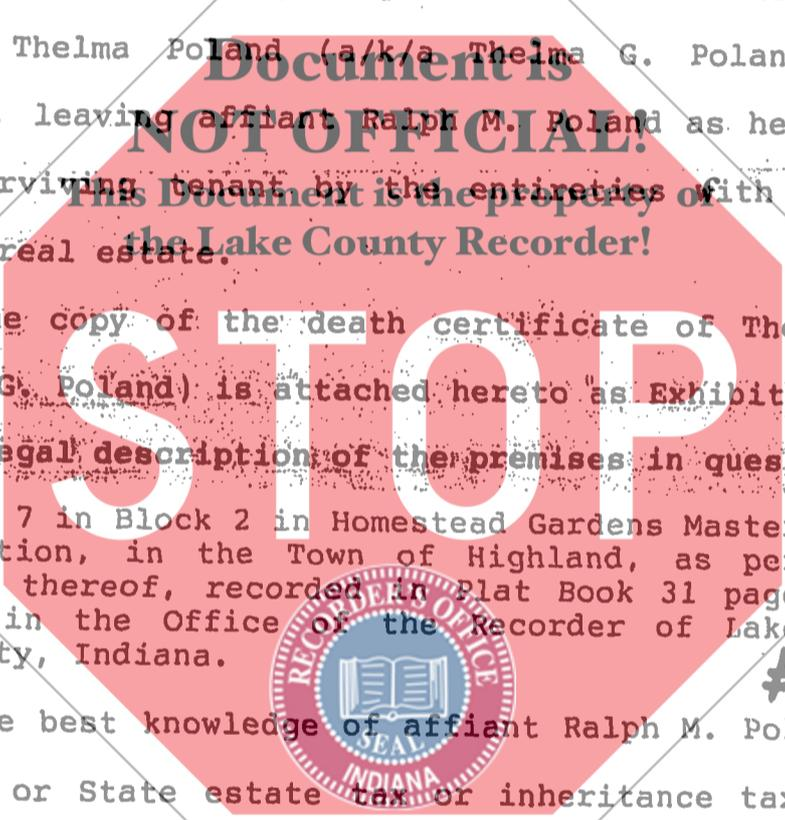 Thelma Poland (a/k/a Thelma G. Polan
Document is
leaving affiant Ralph M. Poland as he
NOT OFFICIAL!
rviving tenant by the entireties with
This Document is the property of
the Lake County Recorder!
real estate.
e copy of the death certificate of The
STOP
G. Poland) is attached hereto as Exhibit
egal description of the premises in ques
7 in Block 2 in Homestead Gardens Maste
tion, in the Town of Highland, as pe
thereof, recorded in Plat Book 31 pag
in the Office of the Recorder of Lak
ty, Indiana.
RECORDER'S OFFICE
SEAL
INDIANA
#
e best knowledge of affiant Ralph M. Po
or State estate tax or inheritance tax